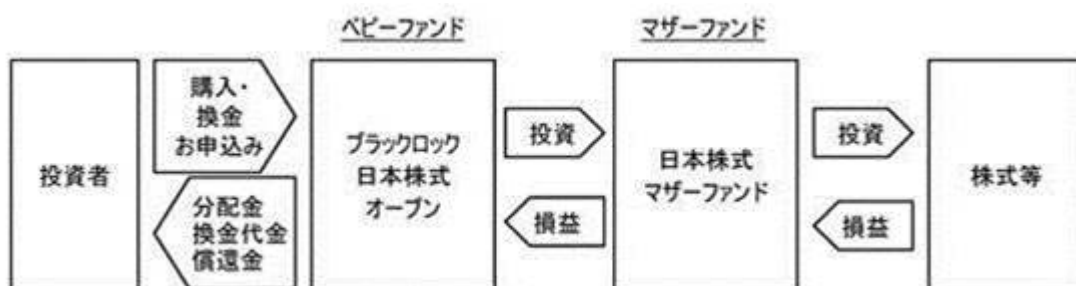 ベビーファンド
マザーファンド
投資者
購入・
換金
お申込み
分配金
換金代金
償還金
ブラックロック
日本株式
オープン
投資
損益
日本株式
マザーファンド
投資
損益
株式等